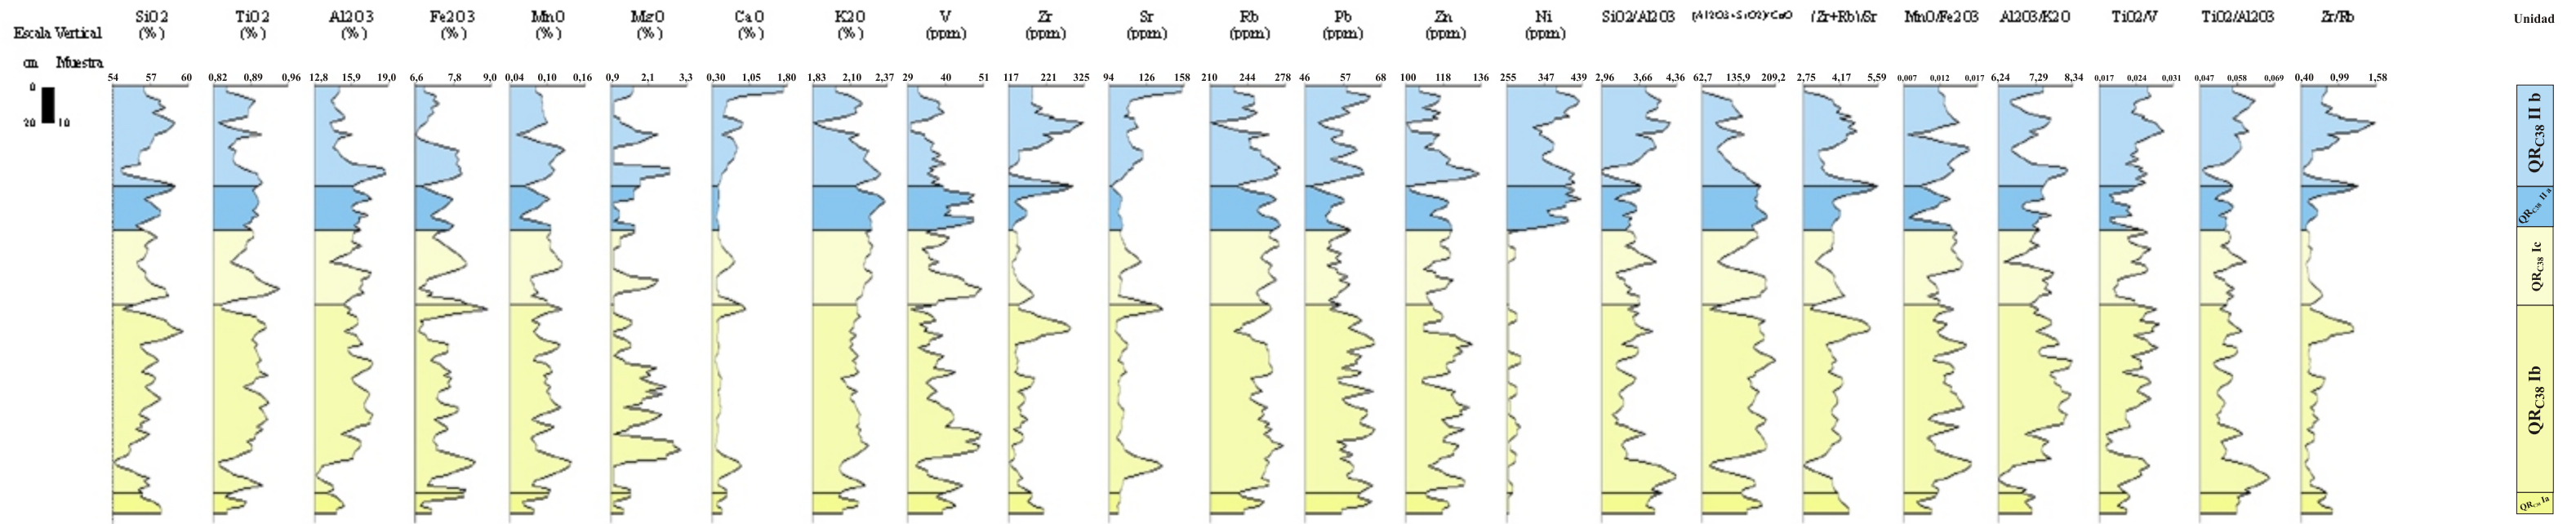 SiO2 TiO2 Al2O3 Fe2O3 MnO MgO CaO K2O V Zr Sr Rb Pb Zn Ni SiO2/Al2O3 (Al2O3+SiO2)/CaO (Zr+Rb)/Sr MnO/Fe2O3 Al2O3/K2O TiO2/V TiO2/Al2O3 Zr/Rb Unidad
Escala Vertical (%) (%) (%) (%) (%) (%) (%) (%) (ppm) (ppm) (ppm) (ppm) (ppm) (ppm) (ppm)
cm Muestra
54 57 60 0,82 0,89 0,96 12,8 15,9 19,0 6,6 7,8 9,0 0,04 0,10 0,16 0,9 2,1 3,3 0,30 1,05 1,80 1,83 2,10 2,37 29 40 51 117 221 325 94 126 158 210 244 278 46 57 68 100 118 136 255 347 439 2,96 3,66 4,36 62,7 135,9 209,2 2,75 4,17 5,59 0,007 0,012 0,017 6,24 7,29 8,34 0,017 0,024 0,031 0,047 0,058 0,069 0,40 0,99 1,58
0
20 10
QRC38 II b
QRC38 II a
QRC38 Ic
QRC38 Ib
QRC38 Ia